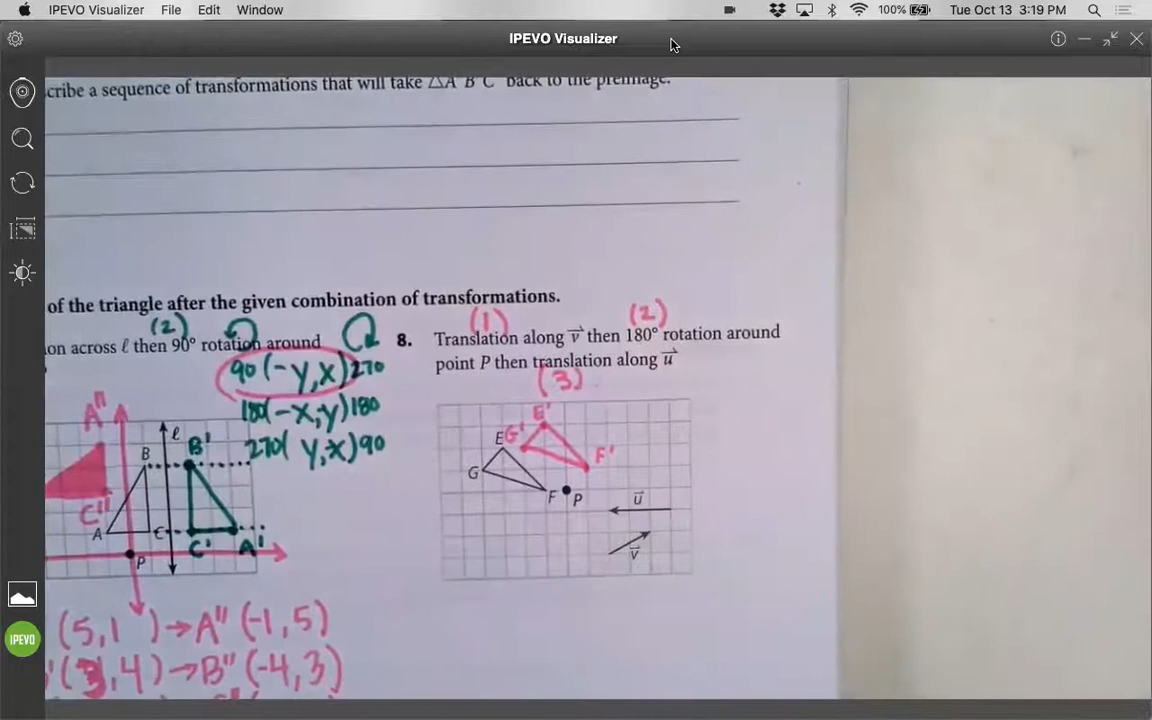 IPEVO Visualizer File Edit Window 100% Tue Oct 13 3:19 PM
IPEVO Visualizer
cribe a sequence of transformations that will take △A B C back to the preimage.
of the triangle after the given combination of transformations.
(2)
on across ℓ then 90° rotation around
90(-y,x)270
180(-x,y)180
270( y,x)90
A"
C"
B
ℓ
B'
A
C
C'
A'
P
(5,1 )→A"(-1,5)
(3,4)→B"(-4,3)
(1) (2)
8. Translation along v⃗ then 180° rotation around
point P then translation along u⃗
(3)
E'
E
G'
F'
G
F
P
u⃗
v⃗
IPEVO